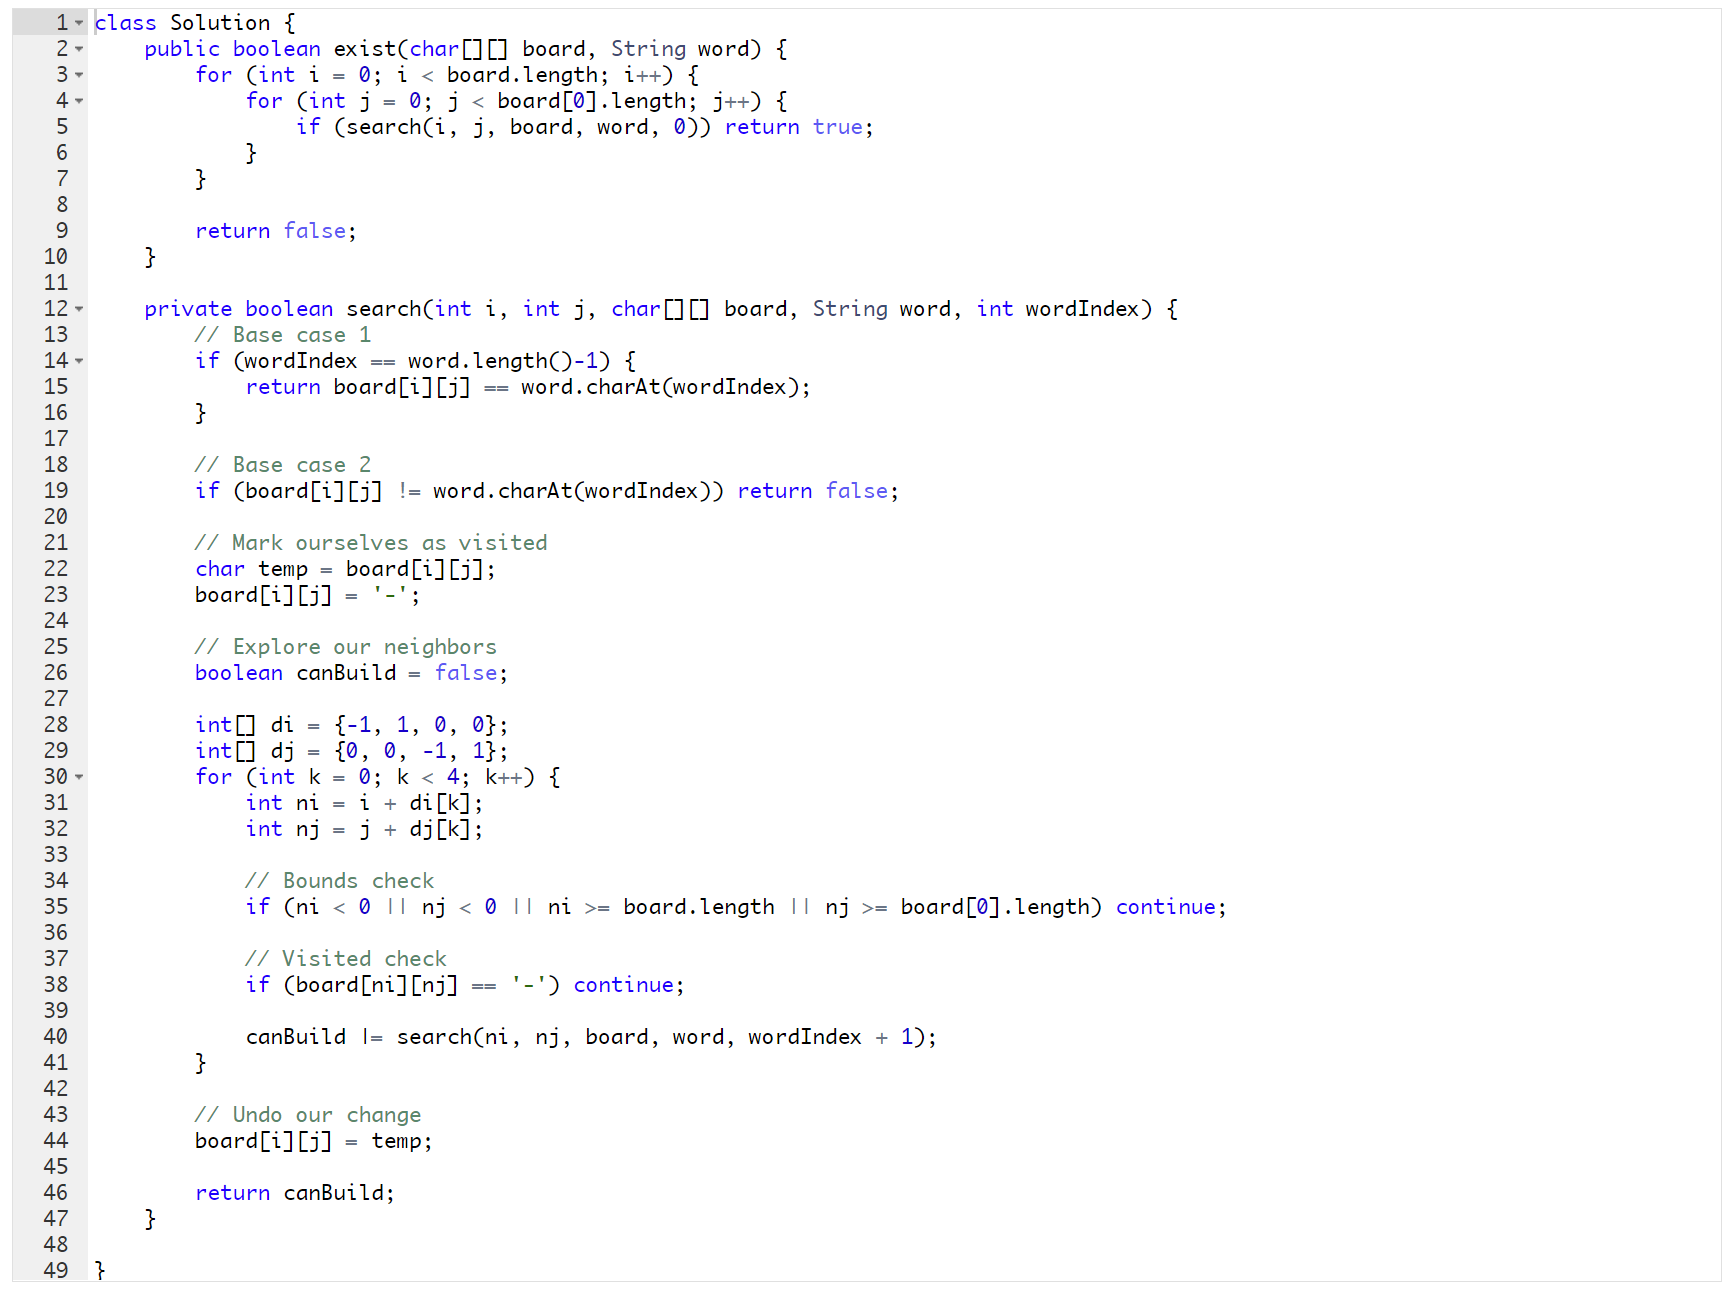 1 class Solution {
2 public boolean exist(char[][] board, String word) {
3 for (int i = 0; i < board.length; i++) {
4 for (int j = 0; j < board[0].length; j++) {
5 if (search(i, j, board, word, 0)) return true;
6 }
7 }
8
9 return false;
10 }
11
12 private boolean search(int i, int j, char[][] board, String word, int wordIndex) {
13 // Base case 1
14 if (wordIndex == word.length()-1) {
15 return board[i][j] == word.charAt(wordIndex);
16 }
17
18 // Base case 2
19 if (board[i][j] != word.charAt(wordIndex)) return false;
20
21 // Mark ourselves as visited
22 char temp = board[i][j];
23 board[i][j] = '-';
24
25 // Explore our neighbors
26 boolean canBuild = false;
27
28 int[] di = {-1, 1, 0, 0};
29 int[] dj = {0, 0, -1, 1};
30 for (int k = 0; k < 4; k++) {
31 int ni = i + di[k];
32 int nj = j + dj[k];
33
34 // Bounds check
35 if (ni < 0 || nj < 0 || ni >= board.length || nj >= board[0].length) continue;
36
37 // Visited check
38 if (board[ni][nj] == '-') continue;
39
40 canBuild |= search(ni, nj, board, word, wordIndex + 1);
41 }
42
43 // Undo our change
44 board[i][j] = temp;
45
46 return canBuild;
47 }
48
49 }